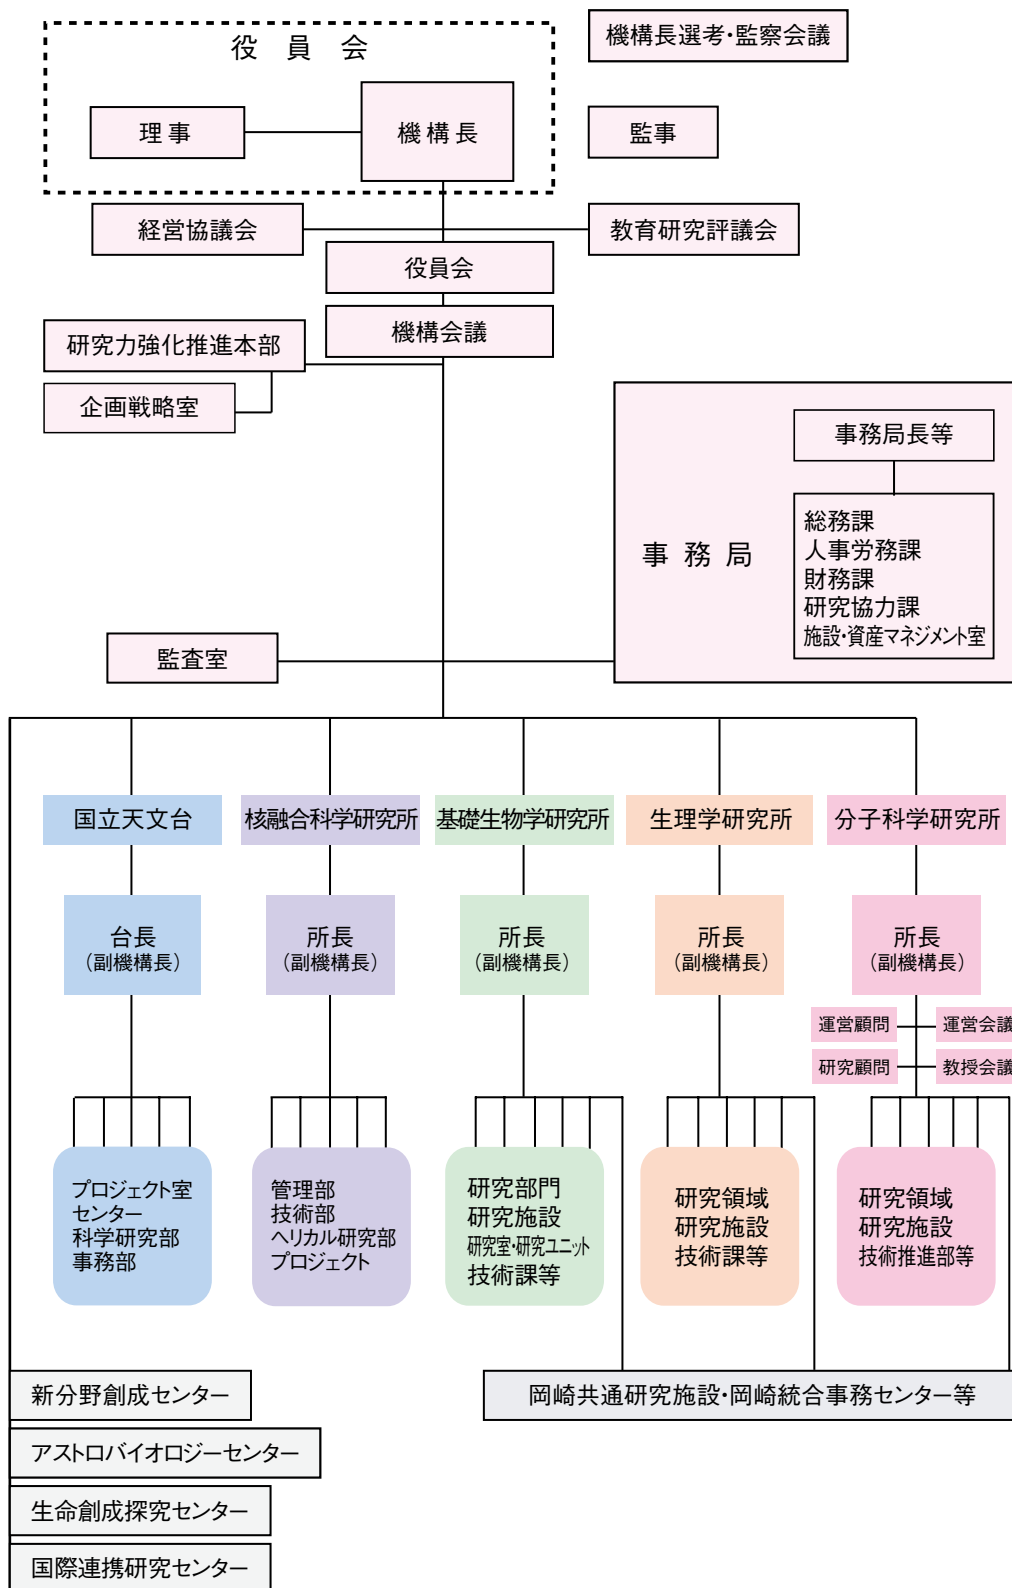 役 員 会
機構長選考・監察会議
理 事
機 構 長
監事
経営協議会
教育研究評議会
役員会
機構会議
研究力強化推進本部
企画戦略室
事務局長等
事 務 局
総務課
人事労務課
財務課
研究協力課
施設・資産マネジメント室
監査室
国立天文台
核融合科学研究所
基礎生物学研究所
生理学研究所
分子科学研究所
台長
（副機構長）
所長
（副機構長）
所長
（副機構長）
所長
（副機構長）
所長
（副機構長）
運営顧問
運営会議
研究顧問
教授会議
プロジェクト室
センター
科学研究部
事務部
管理部
技術部
ヘリカル研究部
プロジェクト
研究部門
研究施設
研究室・研究ユニット
技術課等
研究領域
研究施設
技術課等
研究領域
研究施設
技術推進部等
新分野創成センター
岡崎共通研究施設・岡崎統合事務センター等
アストロバイオロジーセンター
生命創成探究センター
国際連携研究センター